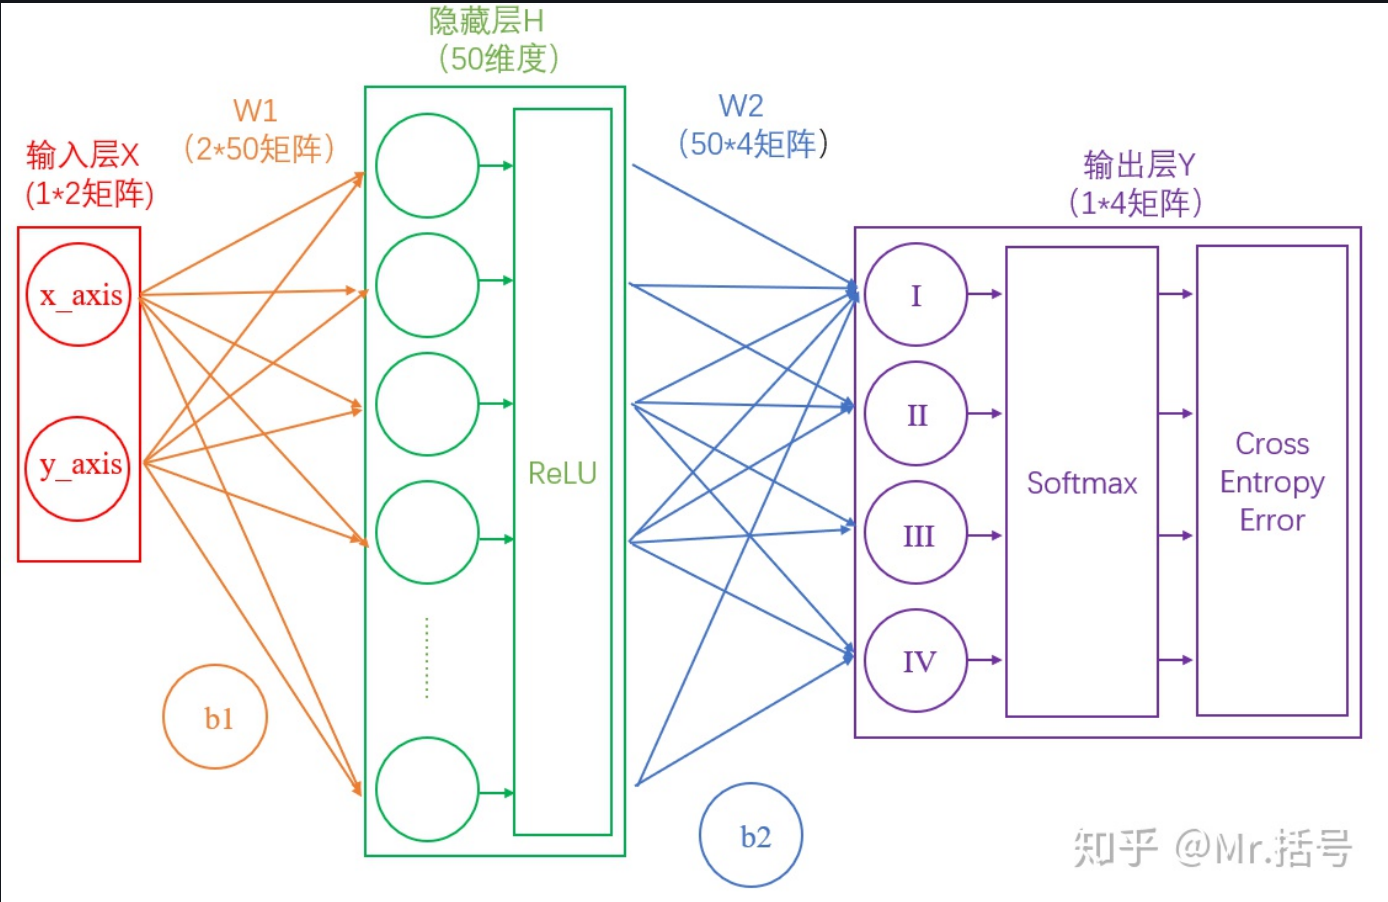 隐藏层H
（50维度）
W1
（2*50矩阵）
W2
（50*4矩阵）
输入层X
(1*2矩阵)
输出层Y
（1*4矩阵）
x_axis
y_axis
ReLU
I
II
III
IV
Softmax
Cross
Entropy
Error
b1
b2
知乎 @Mr.括号